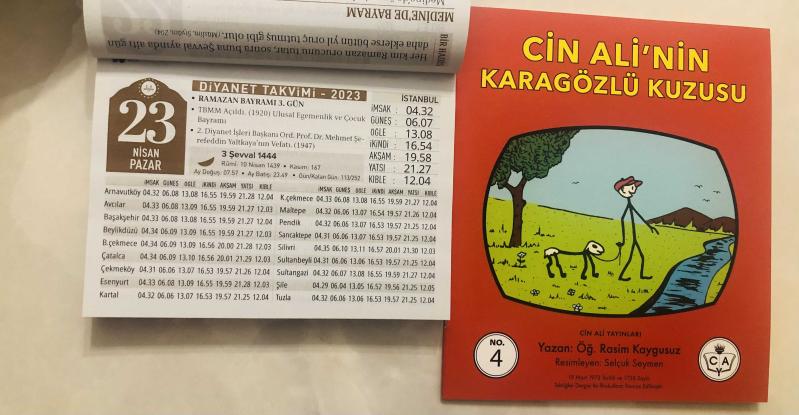 Her kim Ramazan orucunu tutar, sonra buna Şevval ayında altı gün
daha eklerse bütün yıl oruç tutmuş gibi olur. (Müslim, Sıyâm, 204)
MEDİNE'DE BAYRAM
DİYANET TAKVİMİ - 2023
23
NİSAN
PAZAR
• RAMAZAN BAYRAMI 3. GÜN
• TBMM Açıldı. (1920) Ulusal Egemenlik ve Çocuk
Bayramı
• 2. Diyanet İşleri Başkanı Ord. Prof. Dr. Mehmet Şe-
refeddin Yaltkaya'nın Vefatı. (1947)
3 Şevval 1444
Rûmi: 10 Nisan 1439 • Kasım: 167
Ay Doğuş: 07.57 • Ay Batış: 23.49 • Gün/Kalan Gün: 113/252
İSTANBUL
İMSAK : 04.32
GÜNEŞ : 06.07
ÖĞLE : 13.08
İKİNDİ : 16.54
AKŞAM : 19.58
YATSI : 21.27
KIBLE : 12.04
İMSAK GÜNEŞ ÖĞLE İKİNDİ AKŞAM YATSI KIBLE
Arnavutköy 04.32 06.08 13.08 16.55 19.59 21.28 12.03
Avcılar 04.33 06.08 13.09 16.55 19.59 21.27 12.03
Başakşehir 04.33 06.08 13.09 16.55 19.59 21.28 12.03
Beylikdüzü 04.34 06.09 13.09 16.55 19.59 21.28 12.03
B.çekmece 04.34 06.09 13.09 16.56 20.00 21.28 12.03
Çatalca 04.34 06.09 13.10 16.56 20.01 21.29 12.03
Çekmeköy 04.31 06.06 13.07 16.53 19.57 21.26 12.04
Esenyurt 04.33 06.08 13.09 16.55 19.59 21.28 12.03
Kartal 04.32 06.06 13.07 16.53 19.57 21.25 12.04
İMSAK GÜNEŞ ÖĞLE İKİNDİ AKŞAM YATSI KIBLE
K.çekmece 04.33 06.08 13.08 16.55 19.59 21.27 12.03
Maltepe 04.32 06.06 13.07 16.54 19.57 21.26 12.04
Pendik 04.32 06.06 13.07 16.53 19.57 21.25 12.04
Sancaktepe 04.31 06.06 13.07 16.53 19.57 21.25 12.04
Silivri 04.35 06.10 13.11 16.57 20.01 21.30 12.03
Sultanbeyli 04.31 06.06 13.06 16.53 19.57 21.25 12.04
Sultangazi 04.32 06.07 13.08 16.55 19.59 21.27 12.04
Şile 04.29 06.04 13.05 16.52 19.56 21.25 12.05
Tuzla 04.32 06.06 13.06 16.53 19.57 21.25 12.04
CİN ALİ'NİN
KARAGÖZLÜ KUZUSU
CİN ALİ YAYINLARI
NO.
4
Yazan: Öğ. Rasim Kaygusuz
Resimleyen: Selçuk Seymen
C A
Y